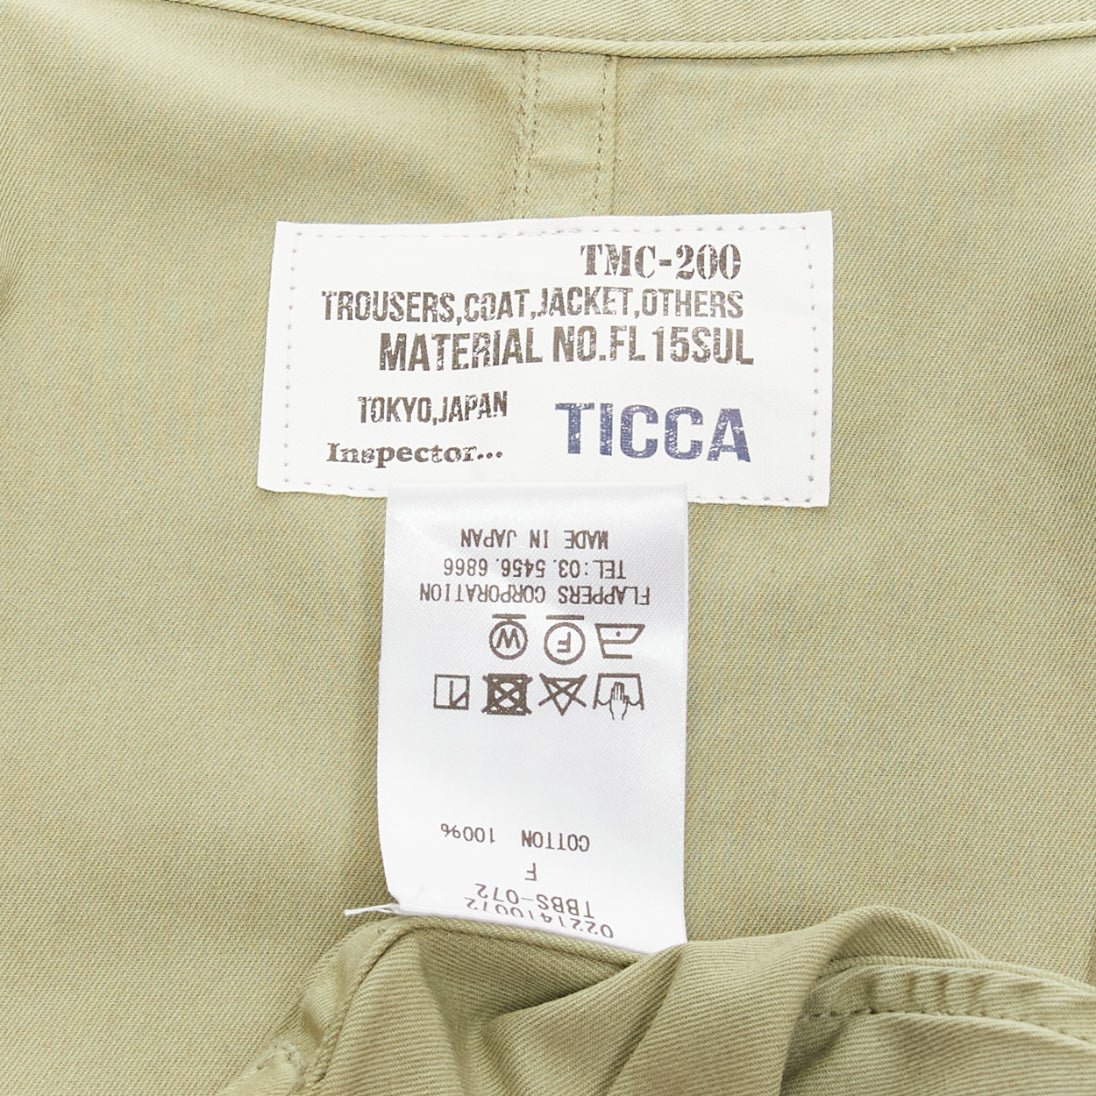 TMC-200
TROUSERS,COAT,JACKET,OTHERS
MATERIAL NO.FL15SUL
TOKYO,JAPAN
Inspector...
TICCA
0221410072
TBBS-072
F
COTTON 100%
W F
FLAPPERS CORPORATION
TEL:03.5456.6866
MADE IN JAPAN